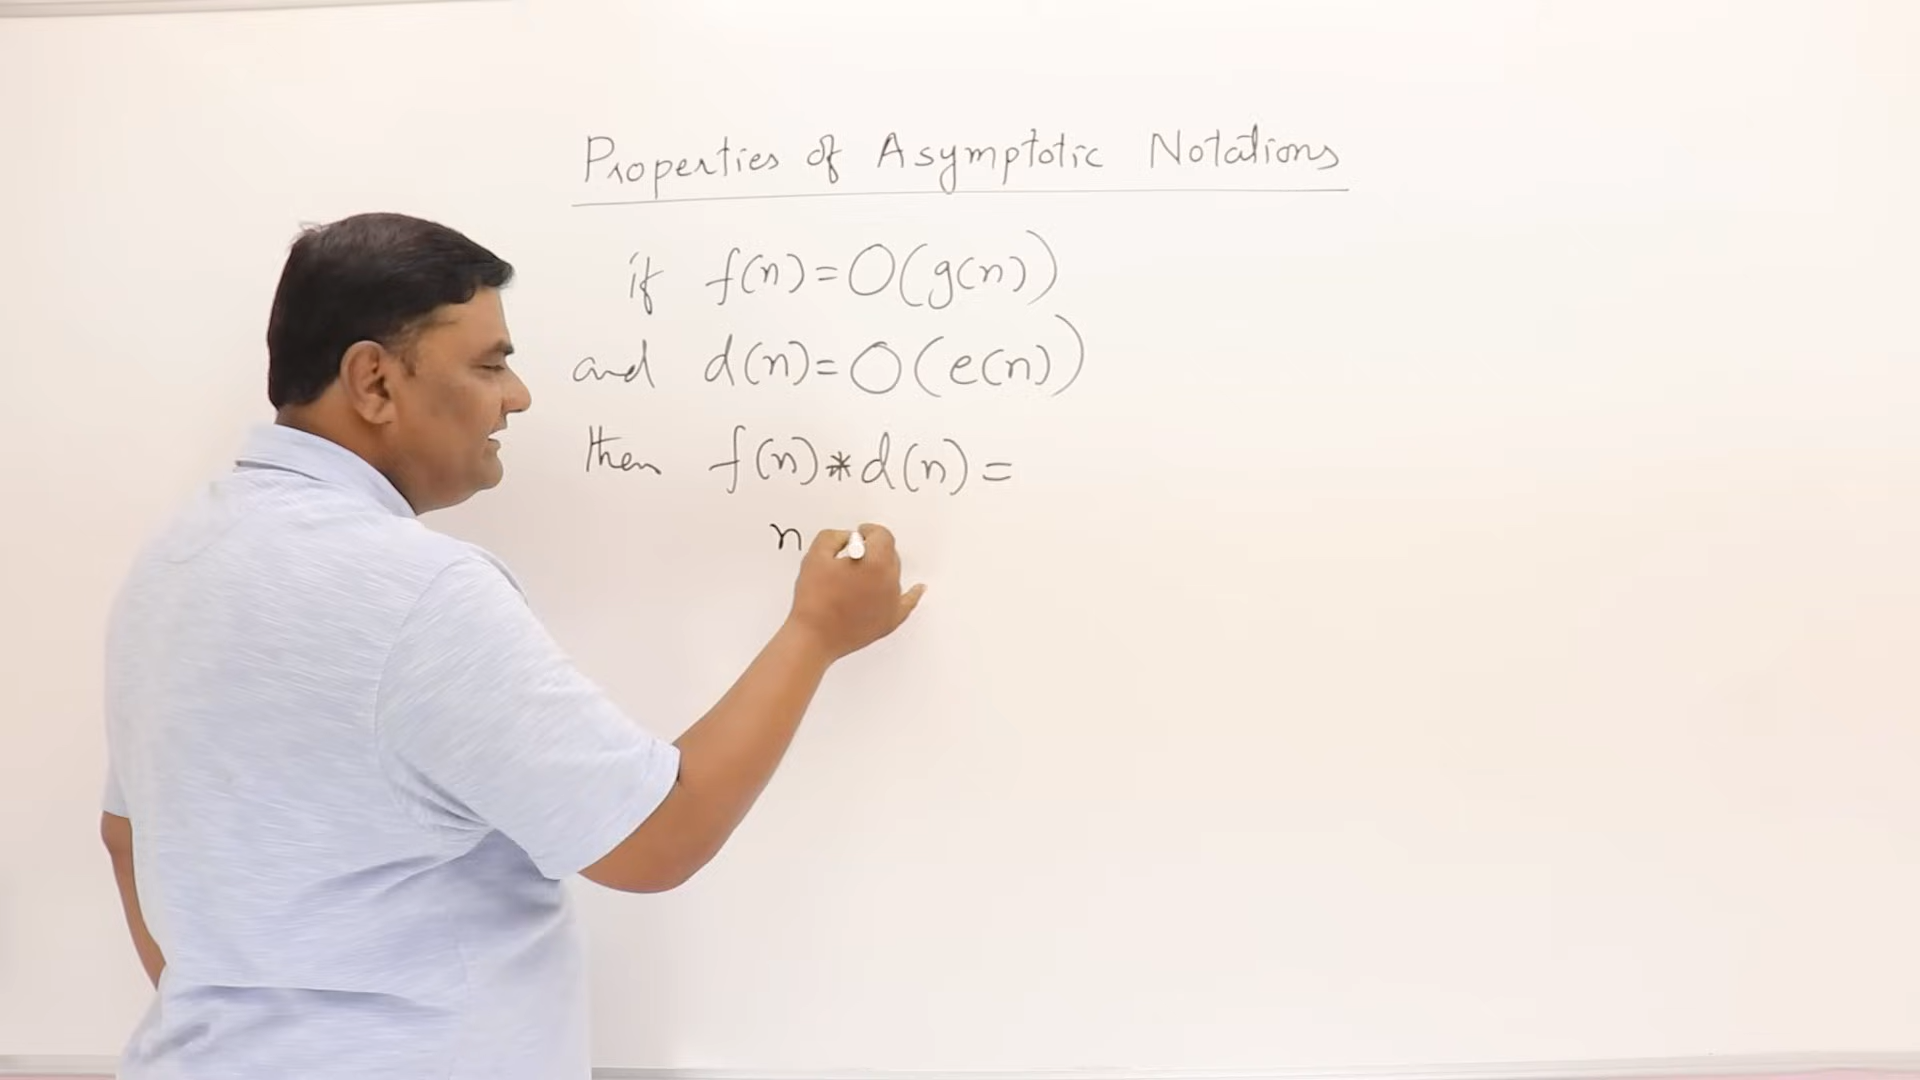 Properties of Asymptotic Notations
if f(n)=O(g(n))
and d(n)=O(e(n))
then f(n)*d(n)=
n